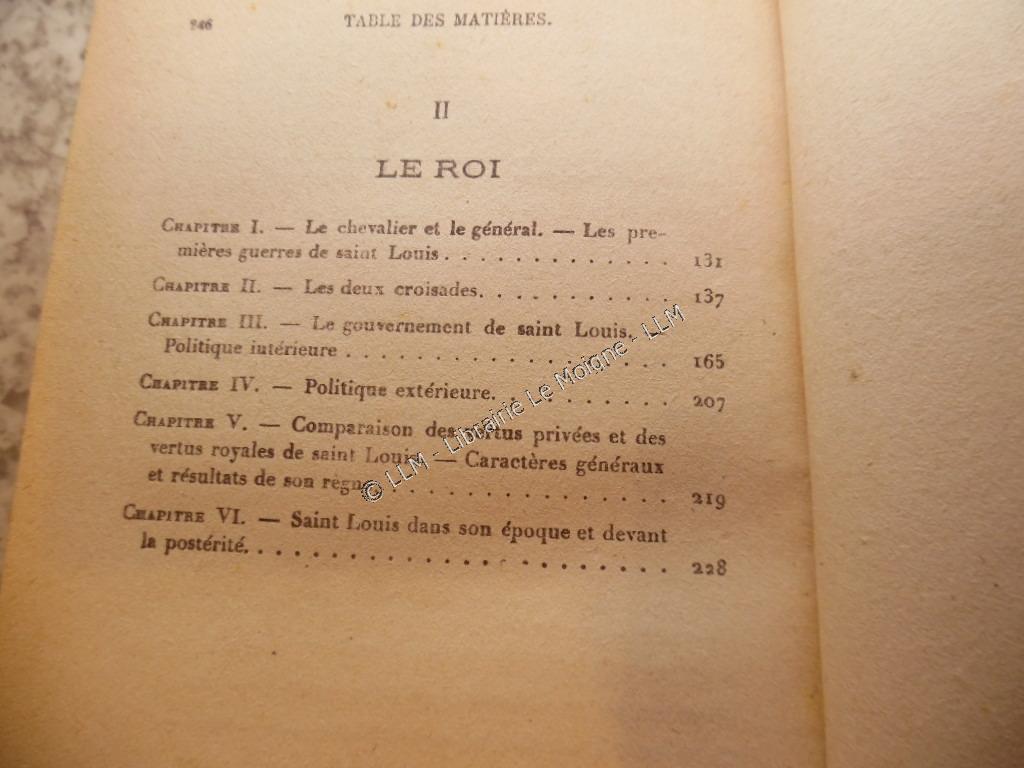 246 TABLE DES MATIÈRES.
II
LE ROI
CHAPITRE I. — Le chevalier et le général. — Les pre-
mières guerres de saint Louis . . . . . . . . . . . . . 131
CHAPITRE II. — Les deux croisades. . . . . . . . . . . 137
CHAPITRE III. — Le gouvernement de saint Louis. —
Politique intérieure . . . . . . . . . . . . . . . . . . 165
CHAPITRE IV. — Politique extérieure. . . . . . . . . . 207
CHAPITRE V. — Comparaison des vertus privées et des
vertus royales de saint Louis. — Caractères généraux
et résultats de son règne. . . . . . . . . . . . . . . . 219
CHAPITRE VI. — Saint Louis dans son époque et devant
la postérité. . . . . . . . . . . . . . . . . . . . . . 228
© LLM - Librairie Le Moigne - LLM